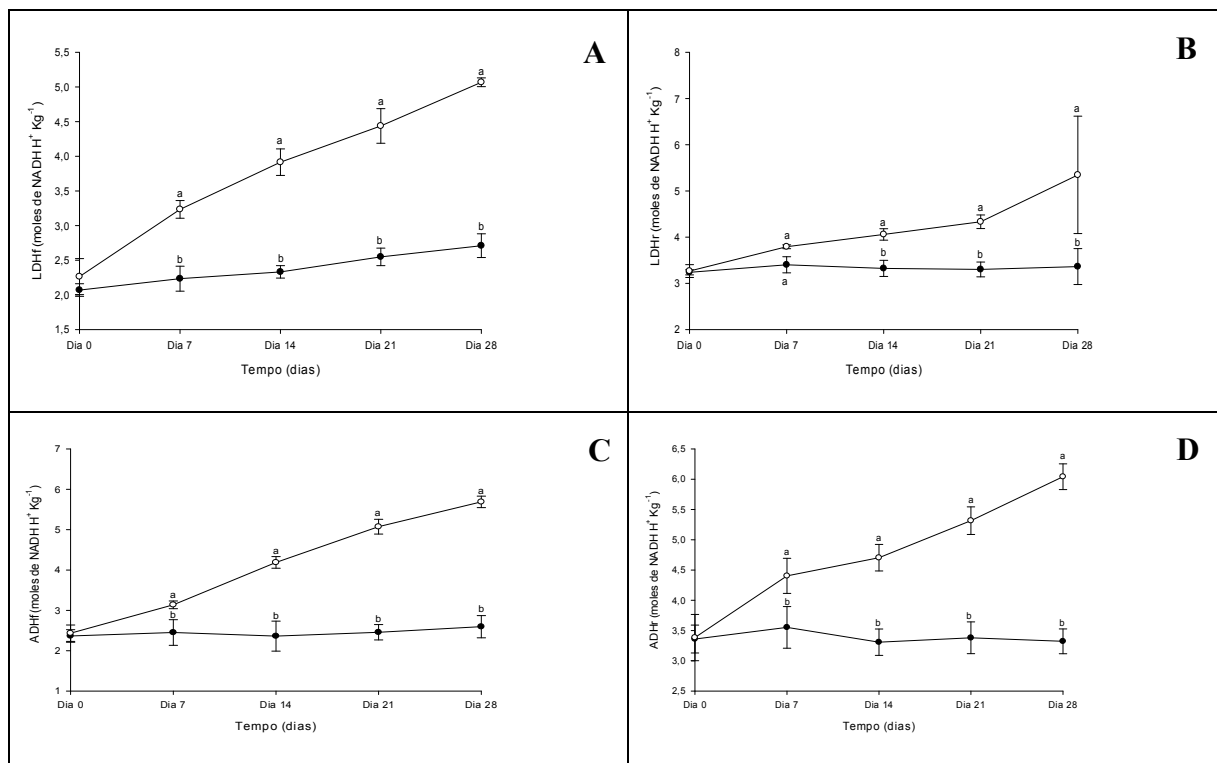 A
5,5
a
5,0
a
4,5
a
4,0
3,5
a
3,0
b
b
2,5
b
b
2,0
1,5
LDHf (moles de NADH H+ Kg-1)
Dia 0 Dia 7 Dia 14 Dia 21 Dia 28
Tempo (dias)
B
8
7
a
6
5
a
a
a
4
b
b
b
3
a
2
LDHr (moles de NADH H+ Kg-1)
Dia 0 Dia 7 Dia 14 Dia 21 Dia 28
Tempo (dias)
C
7
a
6
a
5
a
4
a
3
b
b
b
b
2
1
ADHf (moles de NADH H+ Kg-1)
Dia 0 Dia 7 Dia 14 Dia 21 Dia 28
Tempo (dias)
D
6,5
a
6,0
a
5,5
a
5,0
a
4,5
4,0
b
b
b
b
3,5
3,0
2,5
ADHr (moles de NADH H+ Kg-1)
Dia 0 Dia 7 Dia 14 Dia 21 Dia 28
Tempo (dias)